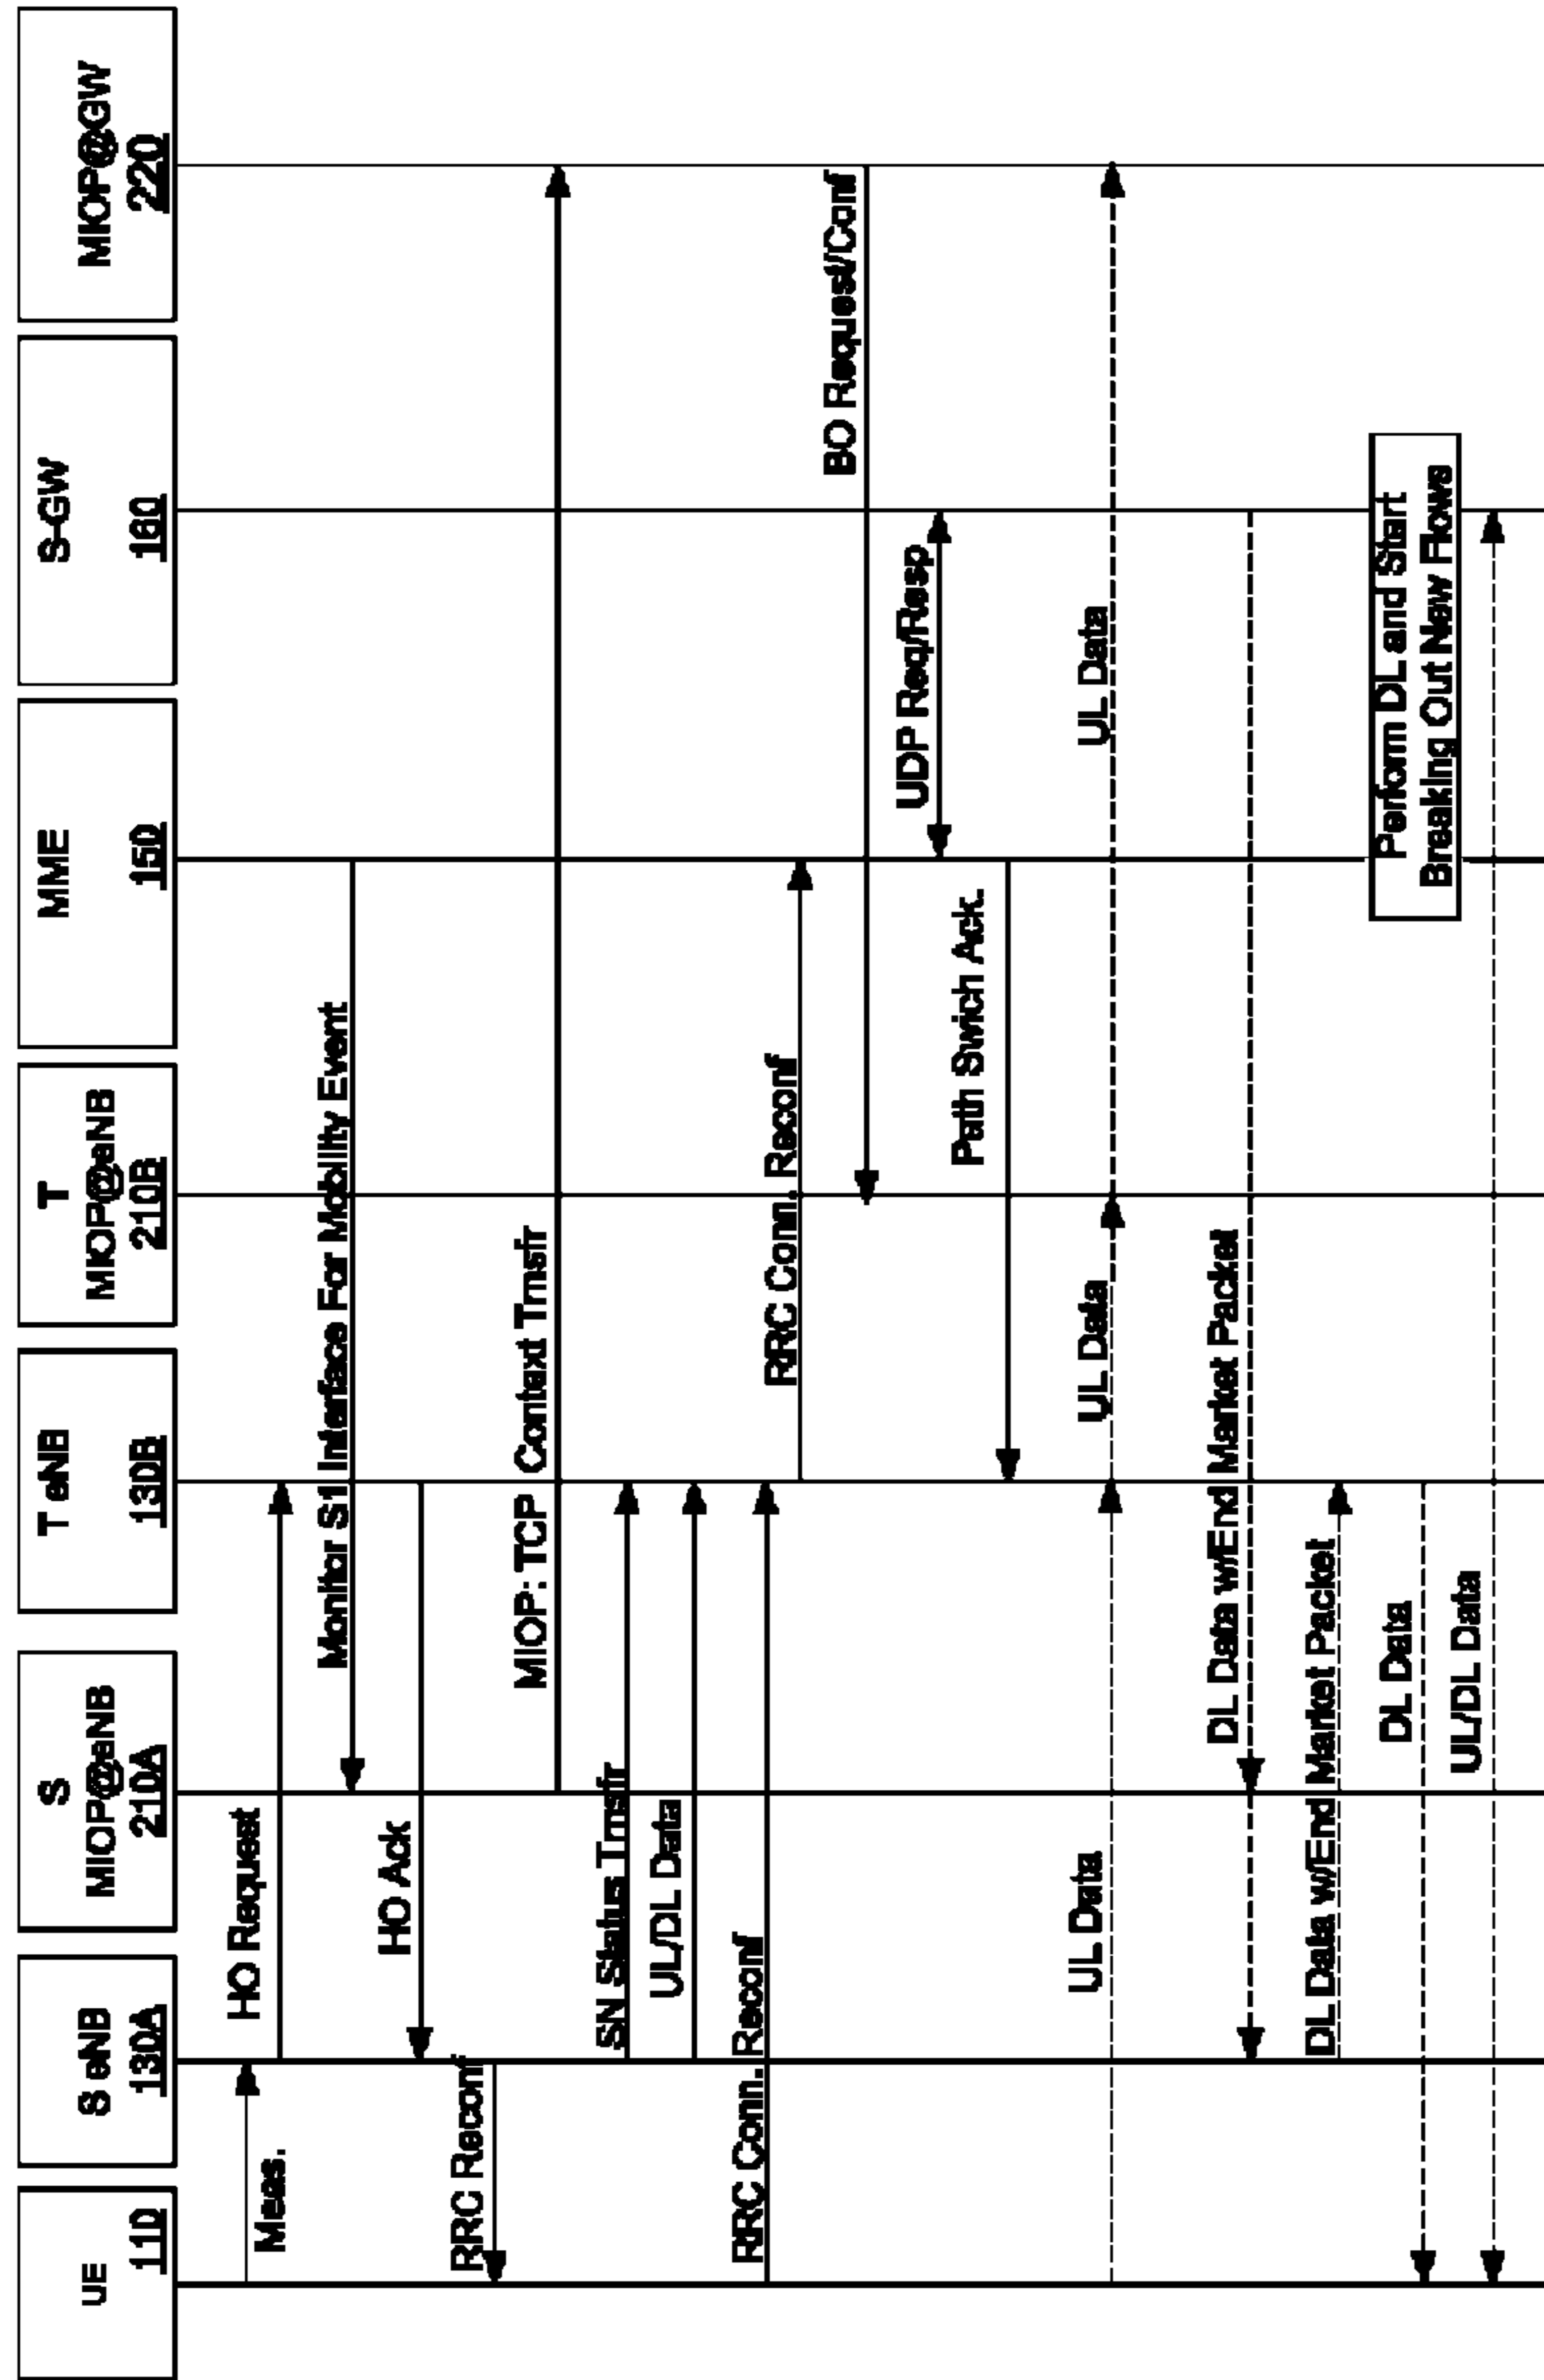 UE
110
S eNB
130A
S
MIOP@eNB
210A
T eNB
130B
T
MIOP@eNB
210B
MME
150
S-GW
160
MIOP@GW
220
Meas.
HO Request
Monitor S1 Interface For Mobility Event
HO Ack
RRC Reconf
MIOP: TCP Context Trnsfr
SN Status Trnsfr
UL/DL Data
RRC Conn. Reconf
RRC Conn. Reconf
BO Request/Conf
UDP Req/Resp
Path Swich Ack.
UL Data
UL Data
UL Data
DL Data w/End Market Packet
DL Data w/End Market Packet
Perform DL and Start
Breaking Out New Flows
DL Data
UL/DL Data